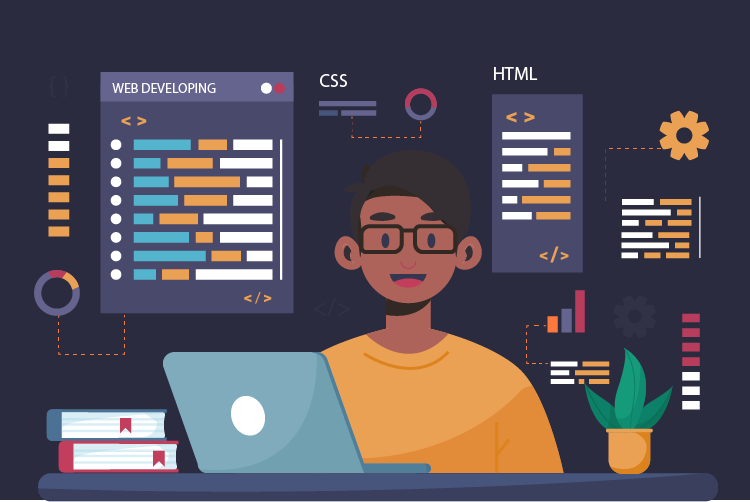 WEB DEVELOPING
CSS
HTML
< >
< >
</>
</>
</>
{ }